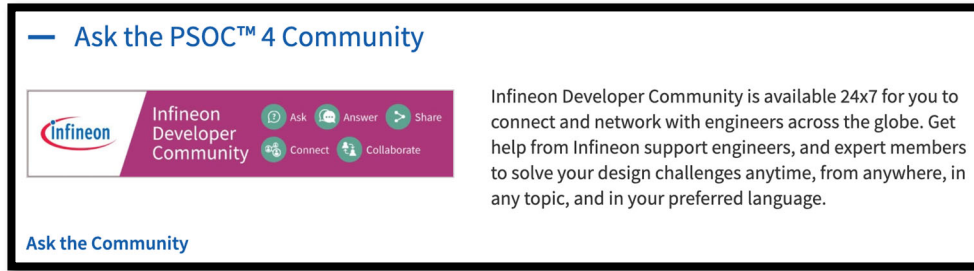 Ask the PSOC™ 4 Community
infineon
Infineon
Developer
Community
Ask
Answer
Share
Connect
Collaborate
Infineon Developer Community is available 24x7 for you to
connect and network with engineers across the globe. Get
help from Infineon support engineers, and expert members
to solve your design challenges anytime, from anywhere, in
any topic, and in your preferred language.
Ask the Community